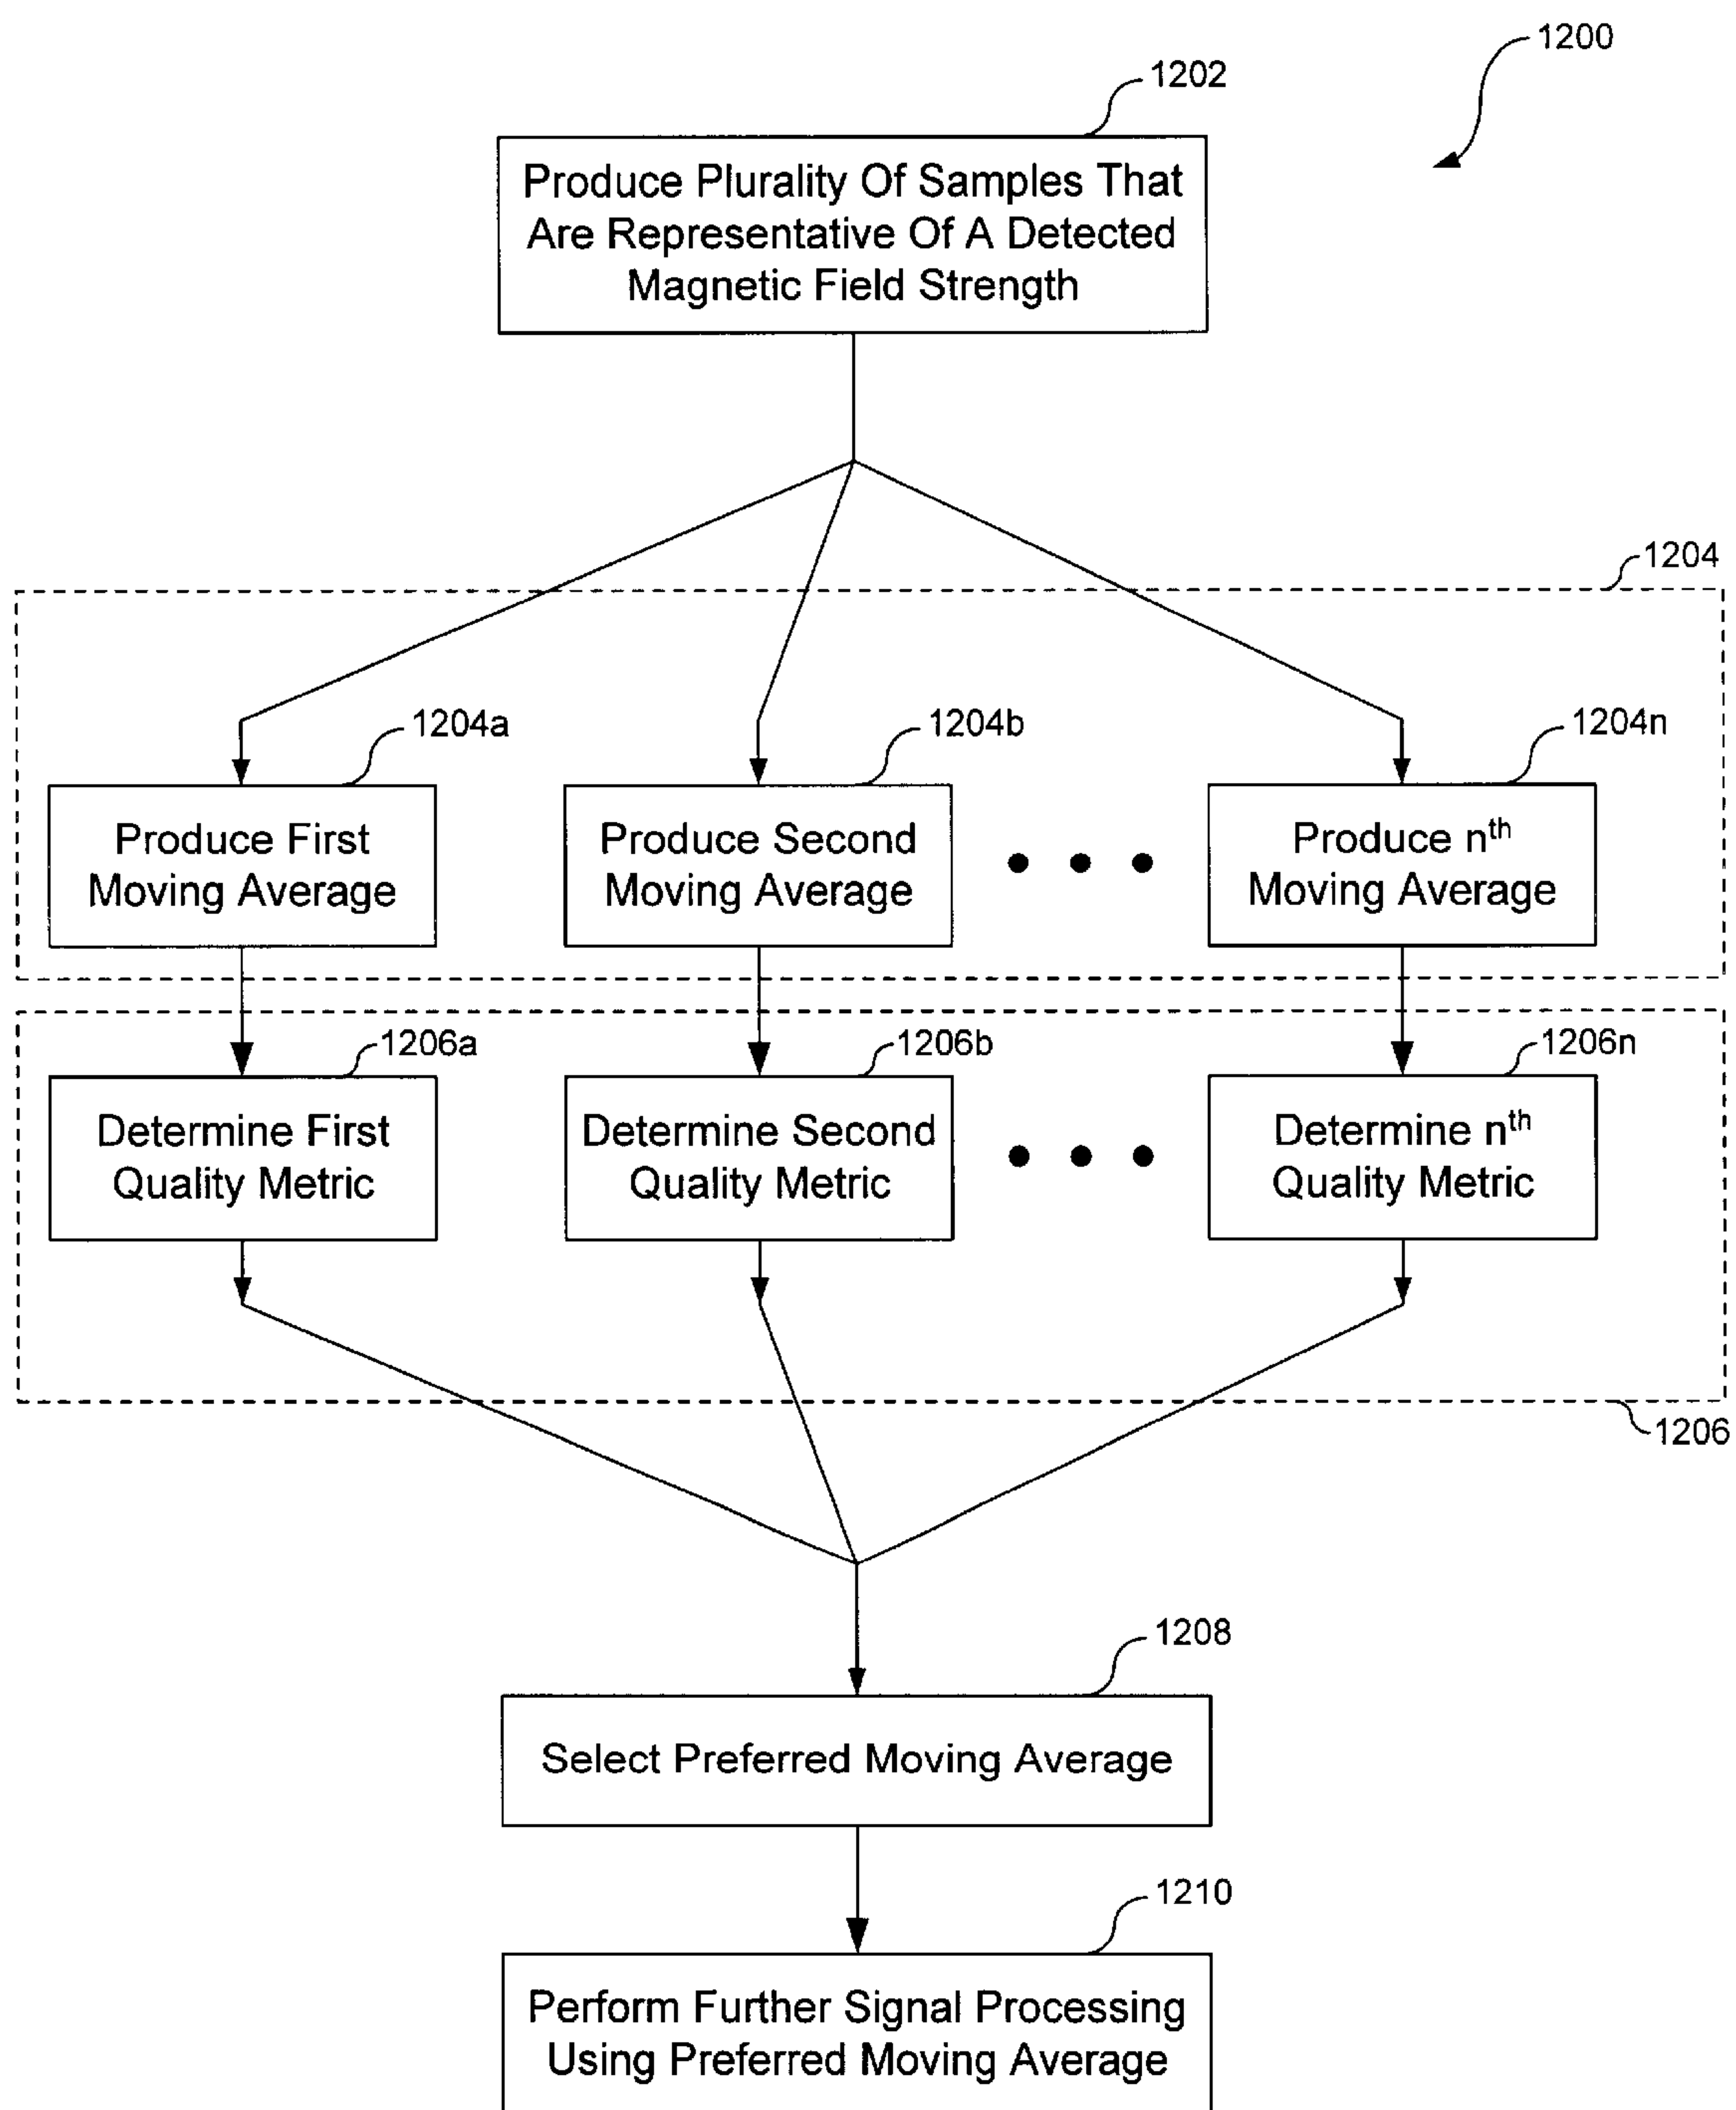 1200
1202
Produce Plurality Of Samples That
Are Representative Of A Detected
Magnetic Field Strength
1204
1204a
1204b
1204n
Produce First
Moving Average
Produce Second
Moving Average
Produce nth
Moving Average
1206a
1206b
1206n
Determine First
Quality Metric
Determine Second
Quality Metric
Determine nth
Quality Metric
1206
1208
Select Preferred Moving Average
1210
Perform Further Signal Processing
Using Preferred Moving Average